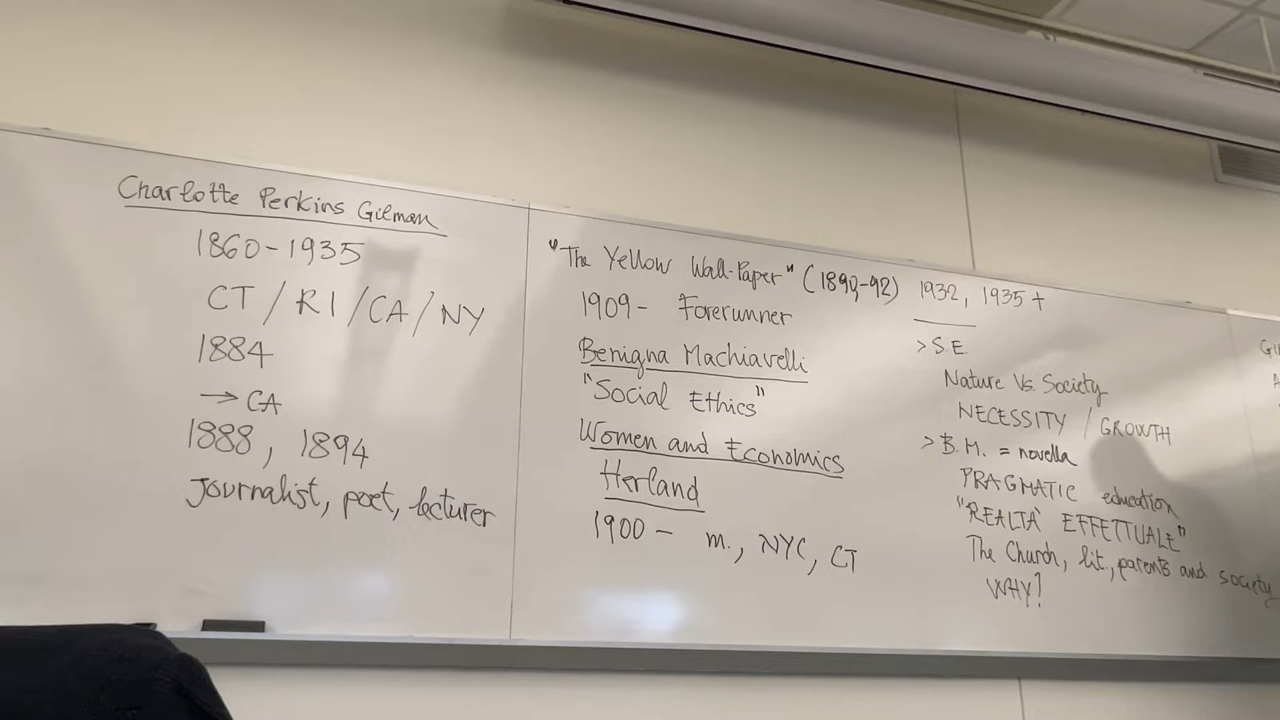 Charlotte Perkins Gilman
1860-1935
CT / RI / CA / NY
1884
→ CA
1888, 1894
Journalist, poet, lecturer
"The Yellow Wall-Paper" (1890-92) 1932, 1935 +
1909- Forerunner
Benigna Machiavelli
"Social Ethics"
Women and Economics
Herland
1900 - m., NYC, CT
> S.E.
Nature Vs. Society
NECESSITY / GROWTH
> B.M. = novella
PRAGMATIC education
"REALTA' EFFETTUALE"
The Church, lit., parents and society
WHY?